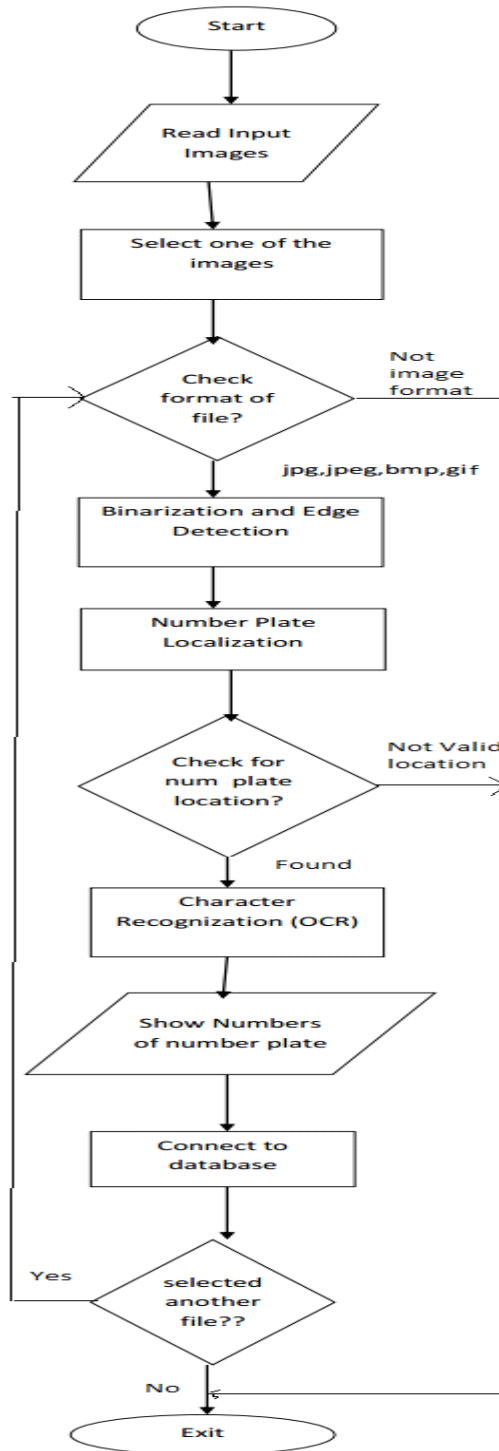 Start
Read Input
Images
Select one of the
images
Check
format of
file?
Not
image
format
jpg,jpeg,bmp,gif
Binarization and Edge
Detection
Number Plate
Localization
Check for
num plate
location?
Not Valid
location
Found
Character
Recognization (OCR)
Show Numbers
of number plate
Connect to
database
selected
another
file??
Yes
No
Exit